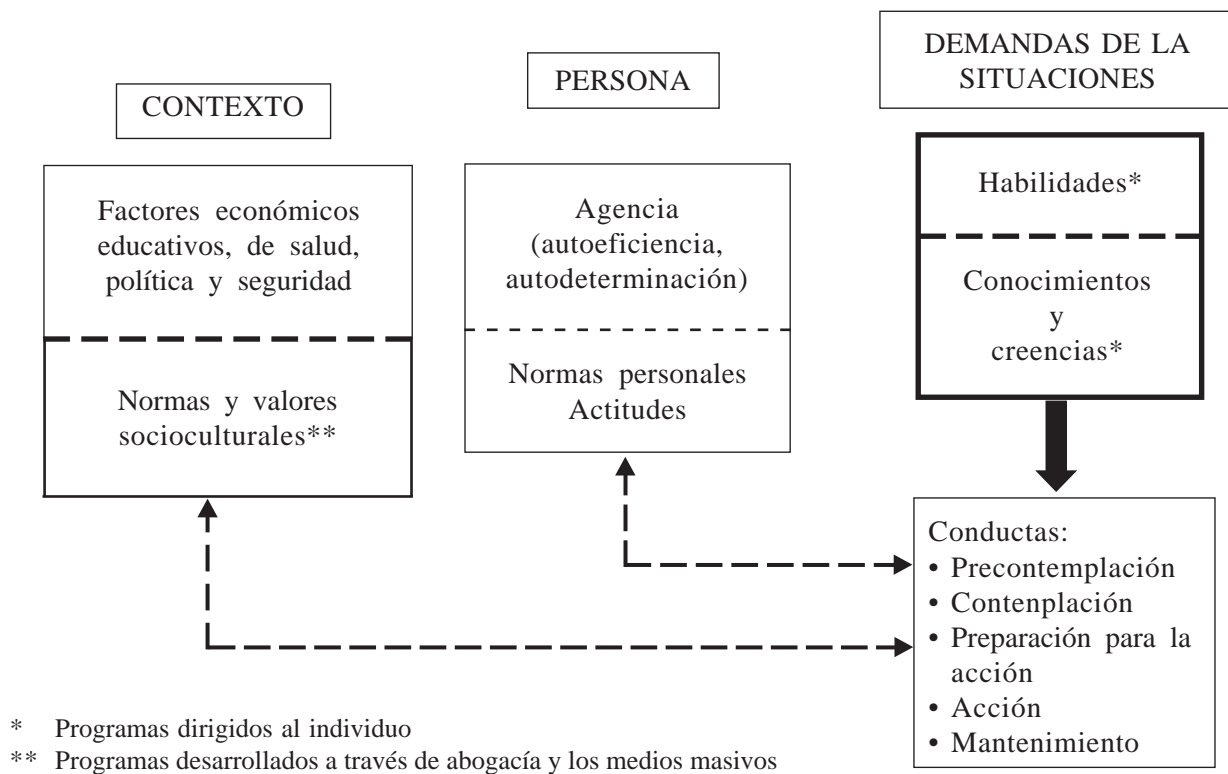 CONTEXTO
Factores económicos
educativos, de salud,
política y seguridad
Normas y valores
socioculturales**
PERSONA
Agencia
(autoeficiencia,
autodeterminación)
Normas personales
Actitudes
DEMANDAS DE LA
SITUACIONES
Habilidades*
Conocimientos
y
creencias*
Conductas:
• Precontemplación
• Contenplación
• Preparación para la
acción
• Acción
• Mantenimiento
* Programas dirigidos al individuo
** Programas desarrollados a través de abogacía y los medios masivos